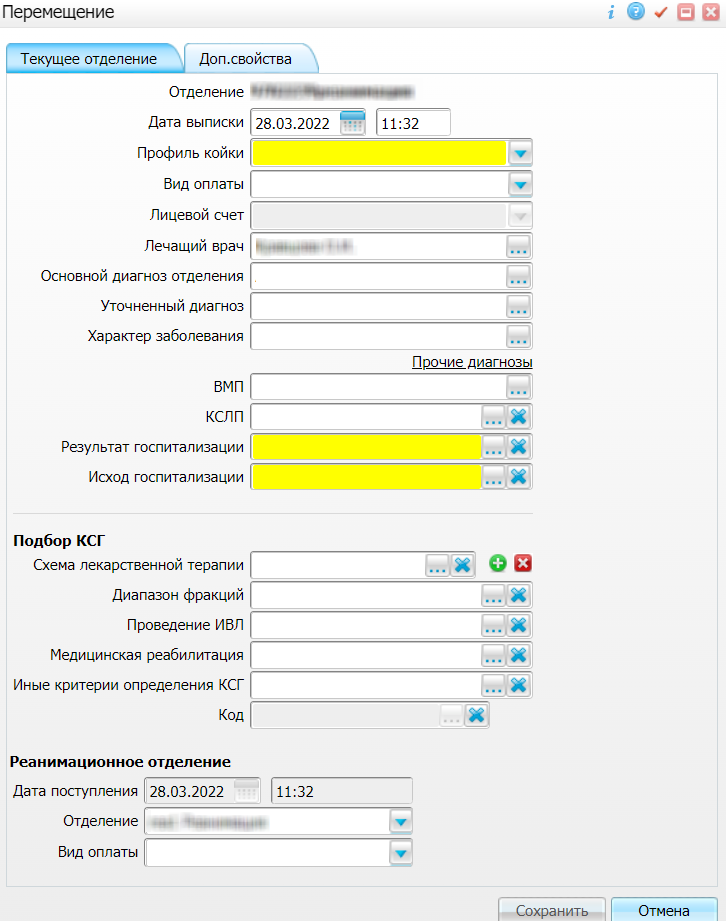 Перемещение
Текущее отделение
Доп.свойства
Отделение
Дата выписки 28.03.2022 11:32
Профиль койки
Вид оплаты
Лицевой счет
Лечащий врач
Основной диагноз отделения
Уточненный диагноз
Характер заболевания
Прочие диагнозы
ВМП
КСЛП
Результат госпитализации
Исход госпитализации
Подбор КСГ
Схема лекарственной терапии
Диапазон фракций
Проведение ИВЛ
Медицинская реабилитация
Иные критерии определения КСГ
Код
Реанимационное отделение
Дата поступления 28.03.2022 11:32
Отделение
Вид оплаты
Сохранить
Отмена